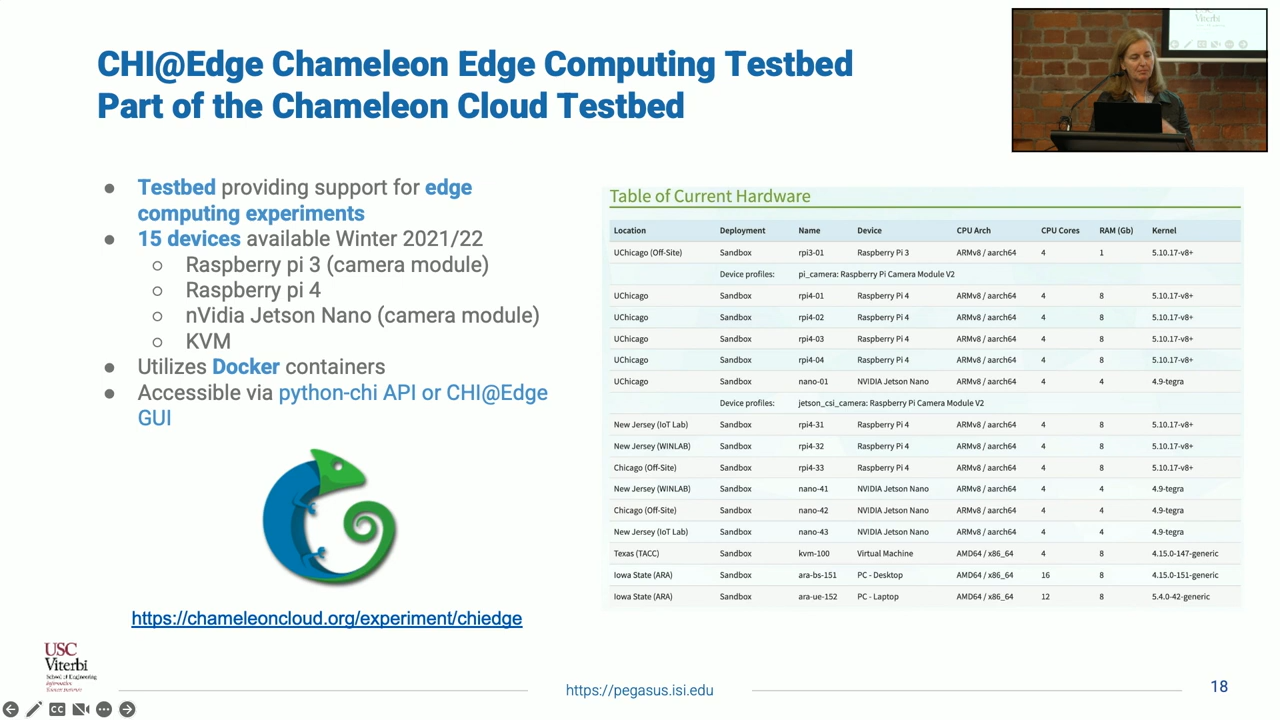 CHI@Edge Chameleon Edge Computing Testbed
Part of the Chameleon Cloud Testbed
● Testbed providing support for edge
computing experiments
● 15 devices available Winter 2021/22
○ Raspberry pi 3 (camera module)
○ Raspberry pi 4
○ nVidia Jetson Nano (camera module)
○ KVM
● Utilizes Docker containers
● Accessible via python-chi API or CHI@Edge
GUI
https://chameleoncloud.org/experiment/chiedge
Table of Current Hardware
Location Deployment Name Device CPU Arch CPU Cores RAM (Gb) Kernel
UChicago (Off-Site) Sandbox rpi3-01 Raspberry Pi 3 ARMv8 / aarch64 4 1 5.10.17-v8+
Device profiles: pi_camera: Raspberry Pi Camera Module V2
UChicago Sandbox rpi4-01 Raspberry Pi 4 ARMv8 / aarch64 4 8 5.10.17-v8+
UChicago Sandbox rpi4-02 Raspberry Pi 4 ARMv8 / aarch64 4 8 5.10.17-v8+
UChicago Sandbox rpi4-03 Raspberry Pi 4 ARMv8 / aarch64 4 8 5.10.17-v8+
UChicago Sandbox rpi4-04 Raspberry Pi 4 ARMv8 / aarch64 4 8 5.10.17-v8+
UChicago Sandbox nano-01 NVIDIA Jetson Nano ARMv8 / aarch64 4 4 4.9-tegra
Device profiles: jetson_csi_camera: Raspberry Pi Camera Module V2
New Jersey (IoT Lab) Sandbox rpi4-31 Raspberry Pi 4 ARMv8 / aarch64 4 8 5.10.17-v8+
New Jersey (WINLAB) Sandbox rpi4-32 Raspberry Pi 4 ARMv8 / aarch64 4 8 5.10.17-v8+
Chicago (Off-Site) Sandbox rpi4-33 Raspberry Pi 4 ARMv8 / aarch64 4 8 5.10.17-v8+
New Jersey (WINLAB) Sandbox nano-41 NVIDIA Jetson Nano ARMv8 / aarch64 4 4 4.9-tegra
Chicago (Off-Site) Sandbox nano-42 NVIDIA Jetson Nano ARMv8 / aarch64 4 4 4.9-tegra
New Jersey (IoT Lab) Sandbox nano-43 NVIDIA Jetson Nano ARMv8 / aarch64 4 4 4.9-tegra
Texas (TACC) Sandbox kvm-100 Virtual Machine AMD64 / x86_64 4 8 4.15.0-147-generic
Iowa State (ARA) Sandbox ara-bs-151 PC - Desktop AMD64 / x86_64 16 8 4.15.0-151-generic
Iowa State (ARA) Sandbox ara-ue-152 PC - Laptop AMD64 / x86_64 12 8 5.4.0-42-generic
USC
Viterbi
School of Engineering
https://pegasus.isi.edu
18